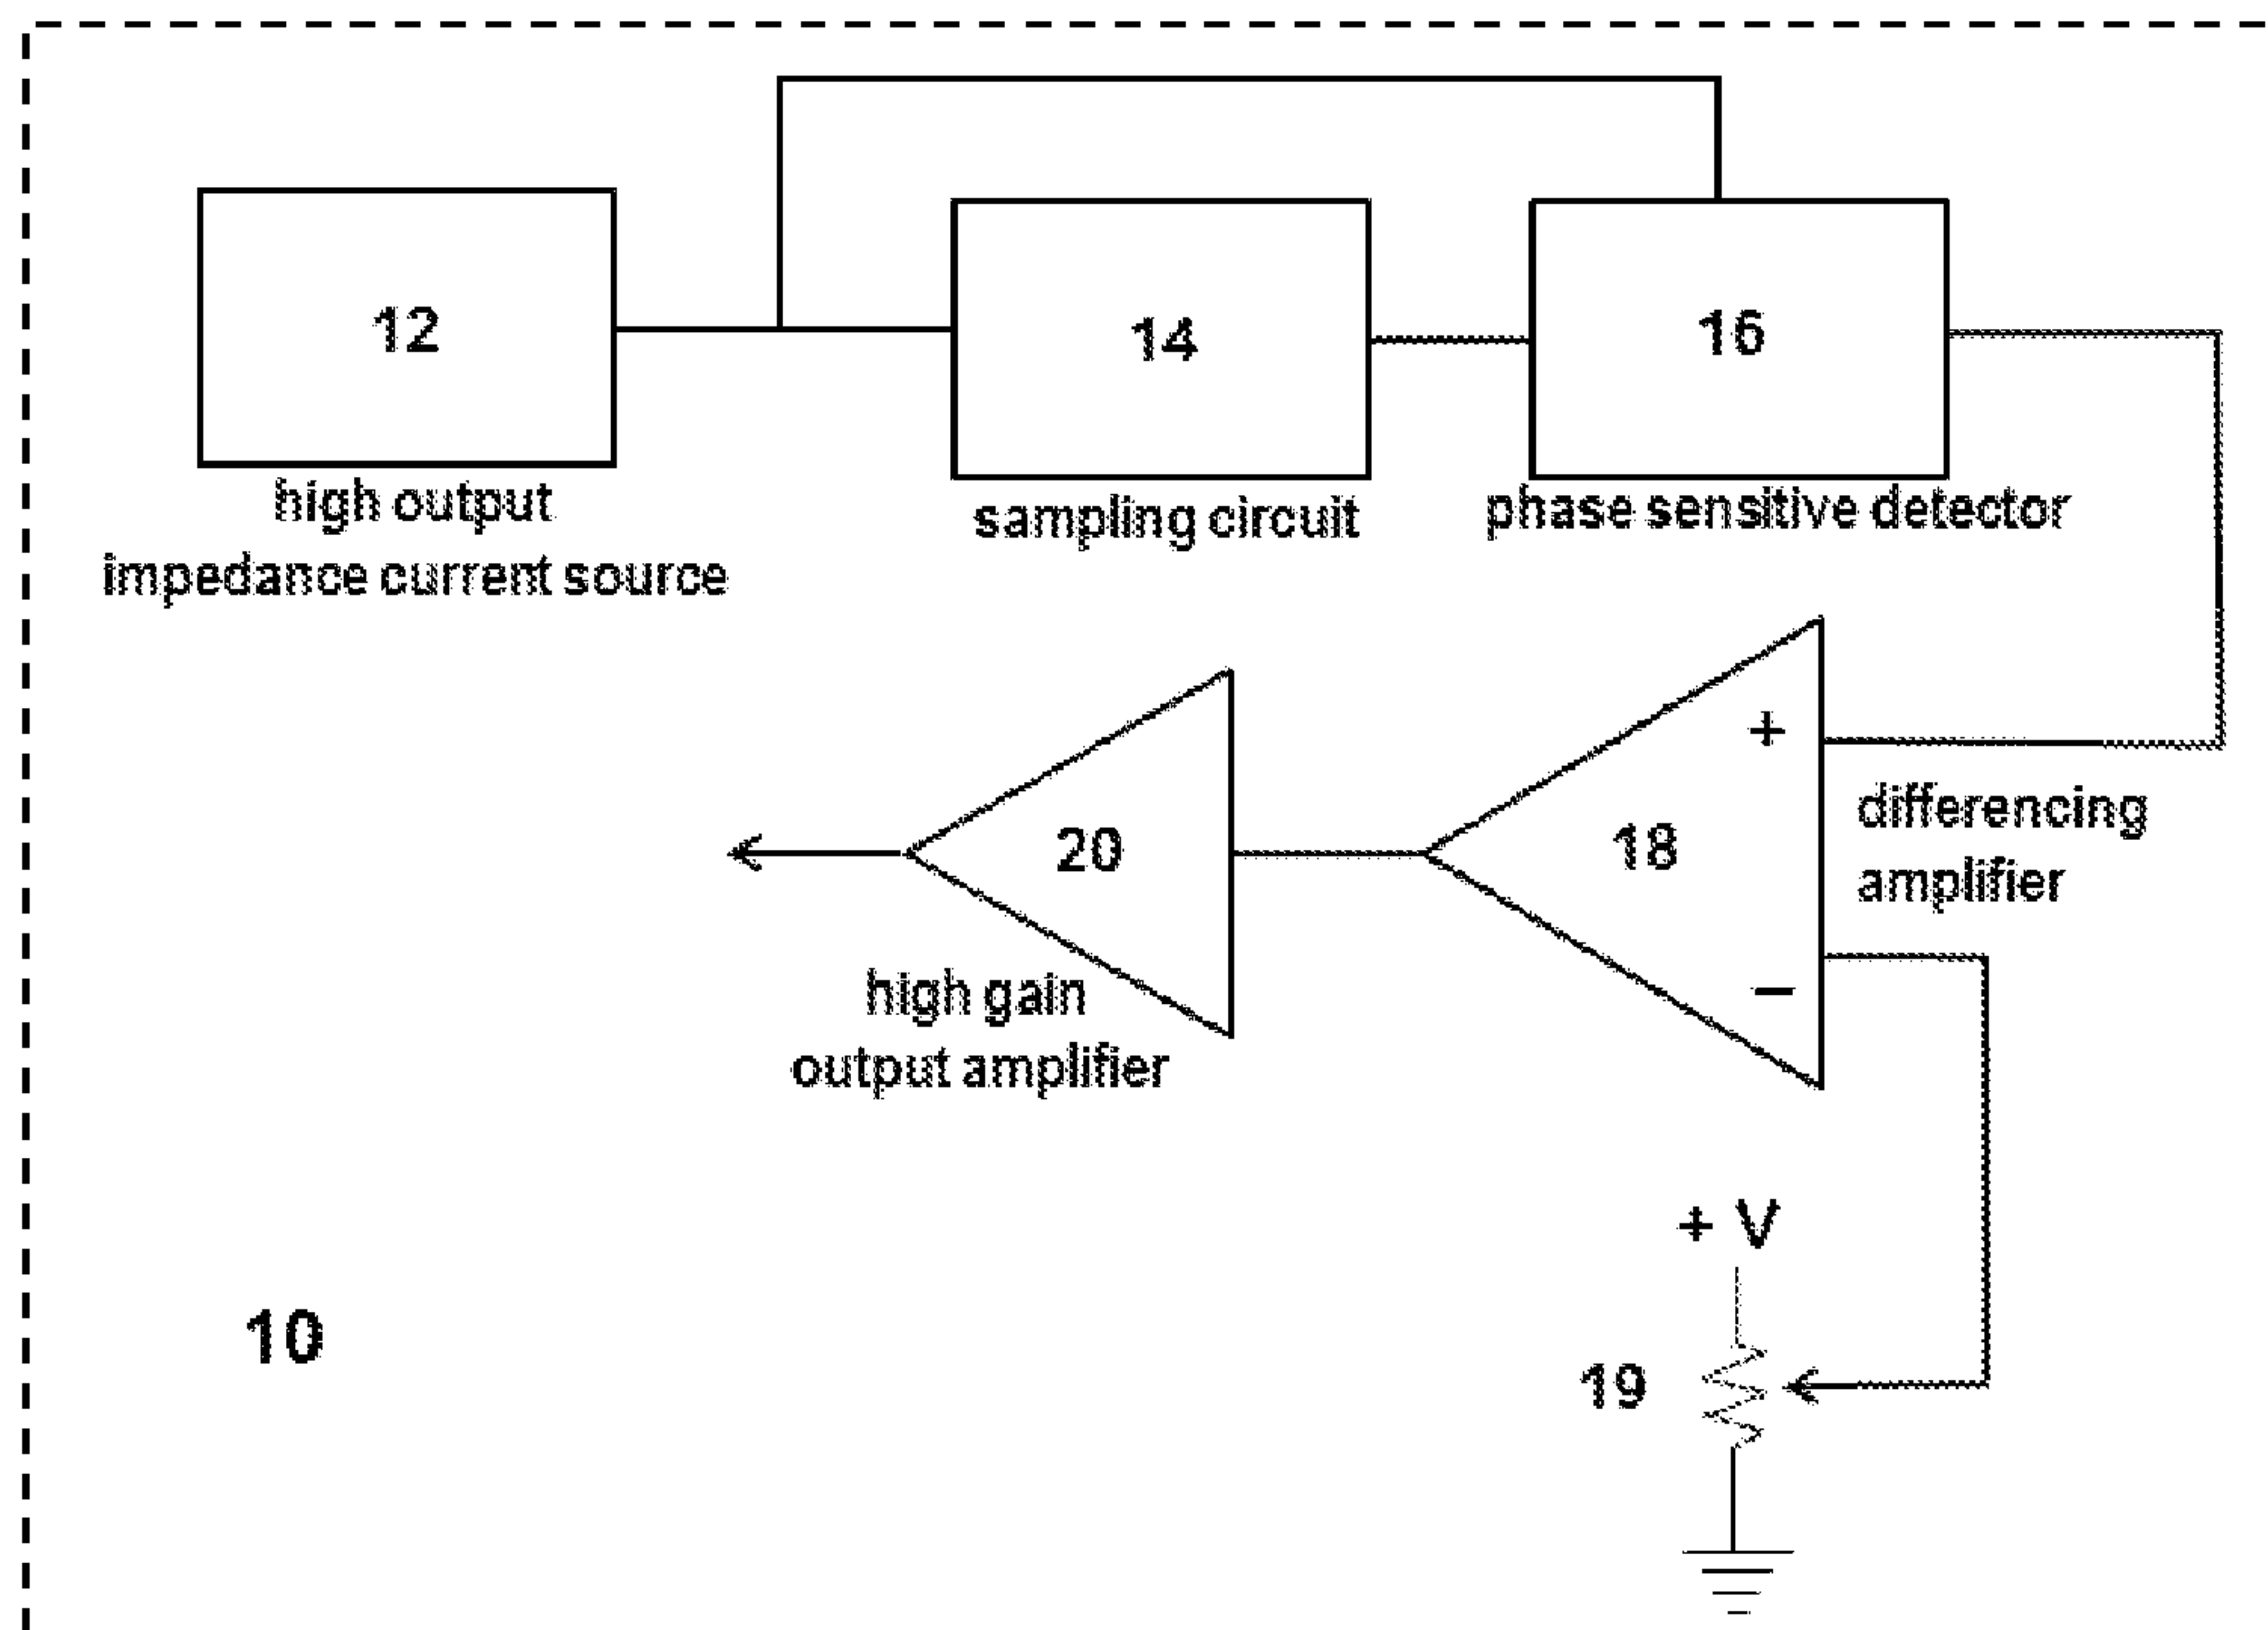 12
14
16
high output
impedance current source
sampling circuit
phase sensitive detector
+
differencing
amplifier
20
18
–
high gain
output amplifier
+ V
10
19